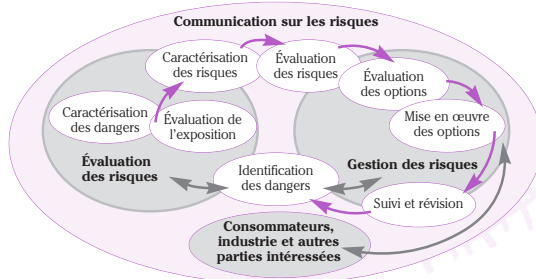 Communication sur les risques
Caractérisation
des risques
Évaluation
des risques
Évaluation
des options
Caractérisation
des dangers
Évaluation de
l'exposition
Mise en œuvre
des options
Évaluation
des risques
Identification
des dangers
Gestion des risques
Suivi et révision
Consommateurs,
industrie et autres
parties intéressées